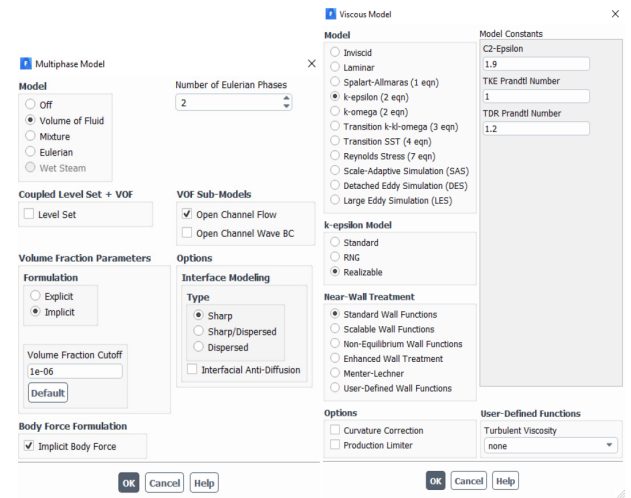 Multiphase Model
Model
Off
Volume of Fluid
Mixture
Eulerian
Wet Steam
Number of Eulerian Phases
2
Coupled Level Set + VOF
Level Set
VOF Sub-Models
Open Channel Flow
Open Channel Wave BC
Volume Fraction Parameters
Formulation
Explicit
Implicit
Volume Fraction Cutoff
1e-06
Default
Options
Interface Modeling
Type
Sharp
Sharp/Dispersed
Dispersed
Interfacial Anti-Diffusion
Body Force Formulation
Implicit Body Force
OK Cancel Help
Viscous Model
Model
Inviscid
Laminar
Spalart-Allmaras (1 eqn)
k-epsilon (2 eqn)
k-omega (2 eqn)
Transition k-kl-omega (3 eqn)
Transition SST (4 eqn)
Reynolds Stress (7 eqn)
Scale-Adaptive Simulation (SAS)
Detached Eddy Simulation (DES)
Large Eddy Simulation (LES)
k-epsilon Model
Standard
RNG
Realizable
Near-Wall Treatment
Standard Wall Functions
Scalable Wall Functions
Non-Equilibrium Wall Functions
Enhanced Wall Treatment
Menter-Lechner
User-Defined Wall Functions
Options
Curvature Correction
Production Limiter
Model Constants
C2-Epsilon
1.9
TKE Prandtl Number
1
TDR Prandtl Number
1.2
User-Defined Functions
Turbulent Viscosity
none
OK Cancel Help